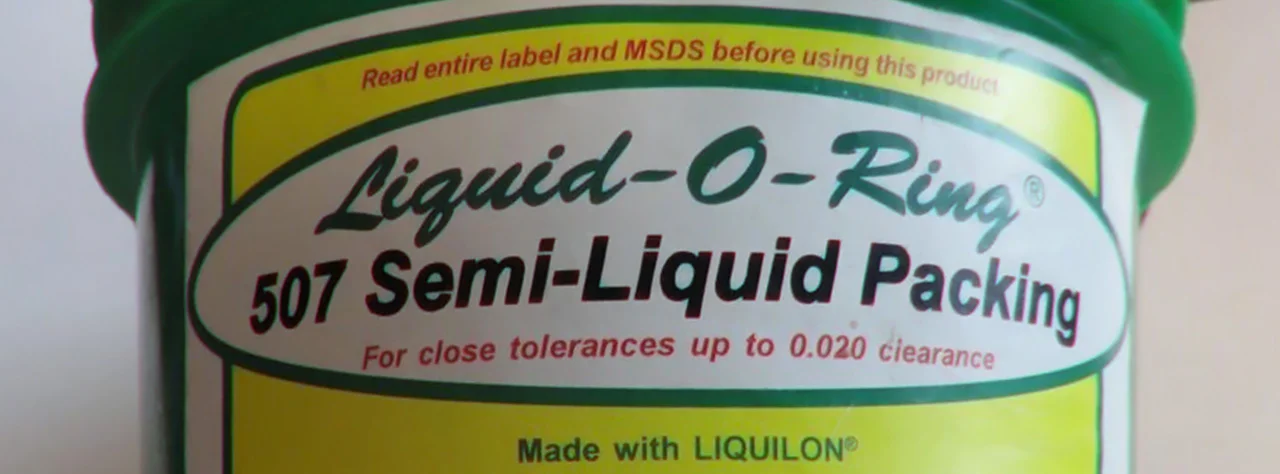 Read entire label and MSDS before using this product
Liquid-O-Ring®
507 Semi-Liquid Packing
For close tolerances up to 0.020 clearance
Made with LIQUILON®